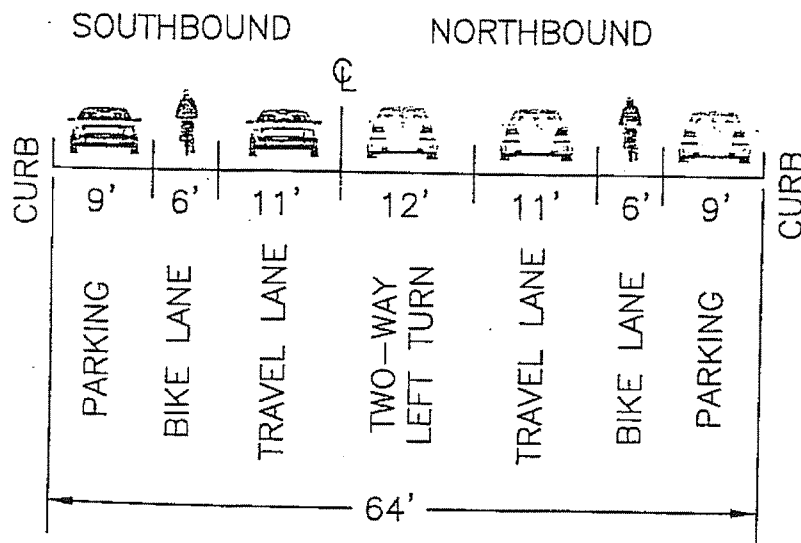 SOUTHBOUND
NORTHBOUND
℄
CURB
9'
6'
11'
12'
11'
6'
9'
CURB
PARKING
BIKE LANE
TRAVEL LANE
TWO-WAY
LEFT TURN
TRAVEL LANE
BIKE LANE
PARKING
64'